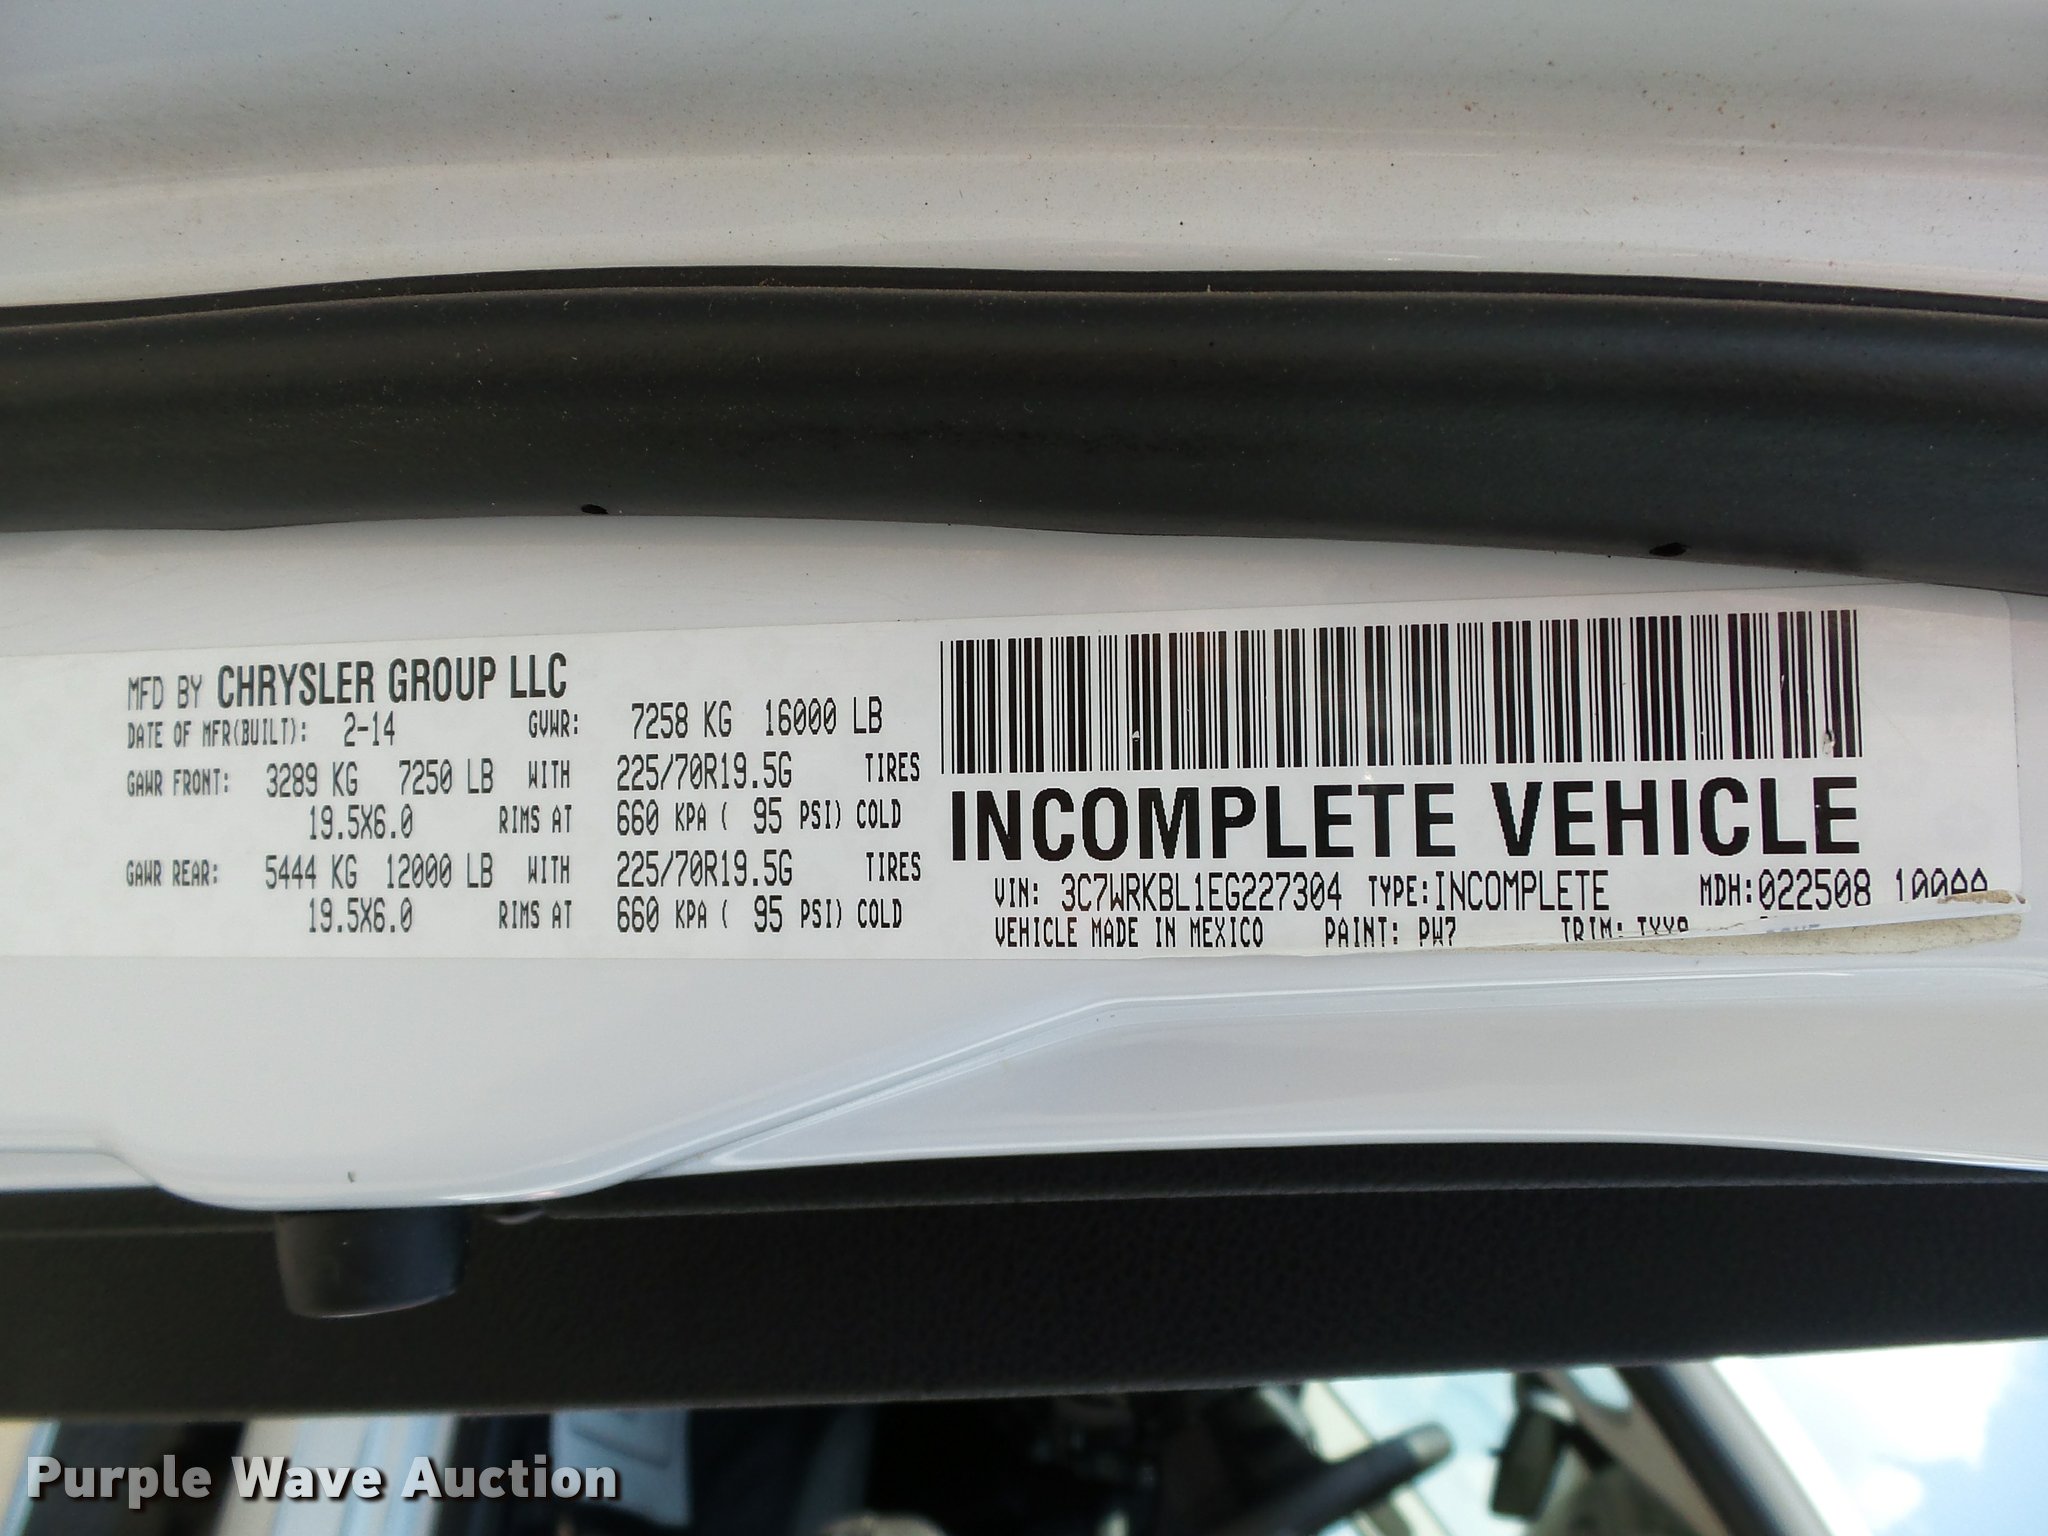 MFD BY CHRYSLER GROUP LLC
DATE OF MFR(BUILT): 2-14 GVWR: 7258 KG 16000 LB
GAWR FRONT: 3289 KG 7250 LB WITH 225/70R19.5G TIRES
19.5X6.0 RIMS AT 660 KPA ( 95 PSI) COLD
GAWR REAR: 5444 KG 12000 LB WITH 225/70R19.5G TIRES
19.5X6.0 RIMS AT 660 KPA ( 95 PSI) COLD
INCOMPLETE VEHICLE
VIN: 3C7WRKBL1EG227304 TYPE:INCOMPLETE MDH:022508
VEHICLE MADE IN MEXICO PAINT: PW7 TRIM:
Purple Wave Auction